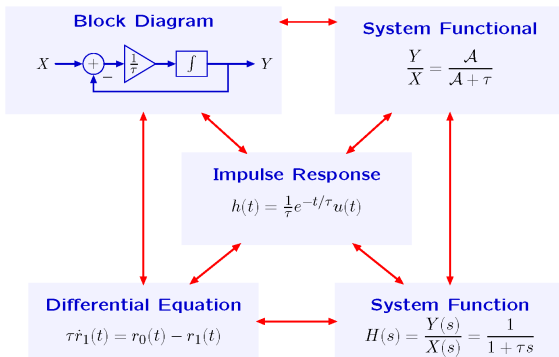 Block Diagram
X + − 1/τ ∫ Y
System Functional
Y/X = 𝒜/(𝒜 + τ)
Impulse Response
h(t) = 1/τ e^{−t/τ} u(t)
Differential Equation
τṙ₁(t) = r₀(t) − r₁(t)
System Function
H(s) = Y(s)/X(s) = 1/(1 + τs)